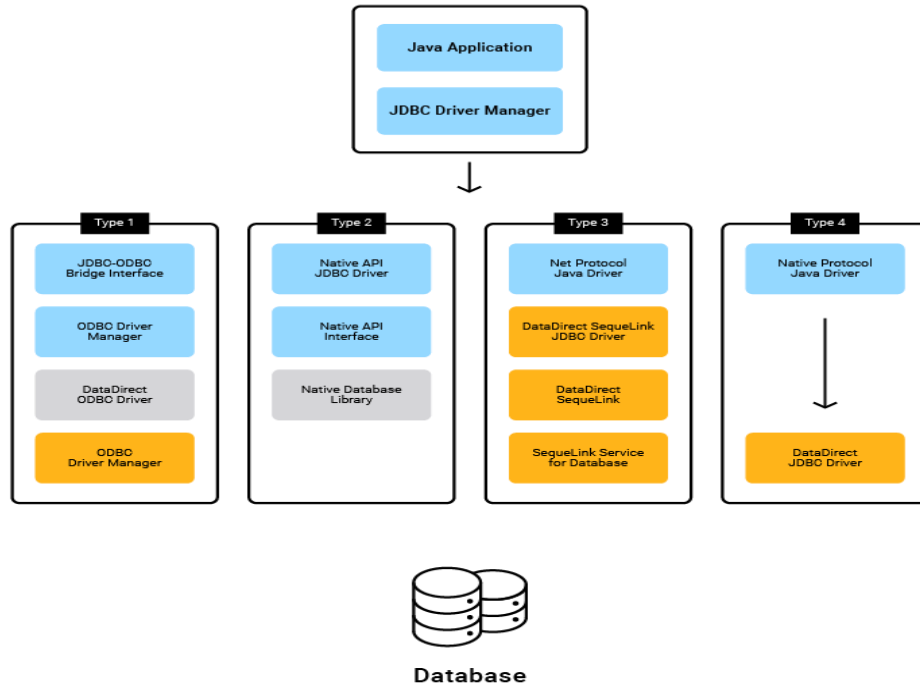 Java Application
JDBC Driver Manager
Type 1
JDBC-ODBC
Bridge Interface
ODBC Driver
Manager
DataDirect
ODBC Driver
ODBC
Driver Manager
Type 2
Native API
JDBC Driver
Native API
Interface
Native Database
Library
Type 3
Net Protocol
Java Driver
DataDirect SequeLink
JDBC Driver
DataDirect
SequeLink
SequeLink Service
for Database
Type 4
Native Protocol
Java Driver
DataDirect
JDBC Driver
Database